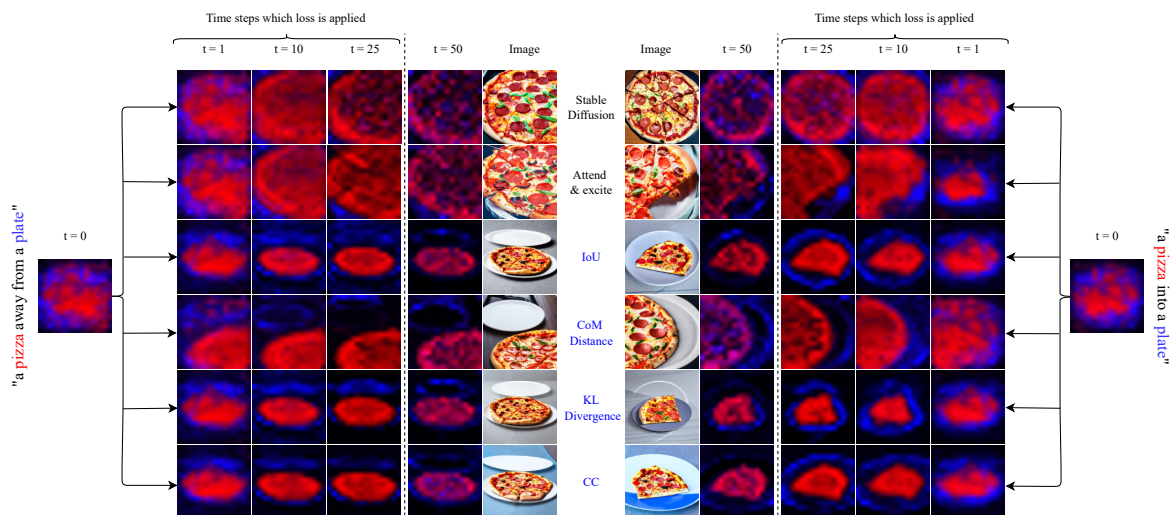 Time steps which loss is applied
Time steps which loss is applied
t = 1
t = 10
t = 25
t = 50
Image
Image
t = 50
t = 25
t = 10
t = 1
Stable
Diffusion
Attend
& excite
IoU
CoM
Distance
KL
Divergence
CC
"a pizza away from a plate"
t = 0
t = 0
"a pizza into a plate"